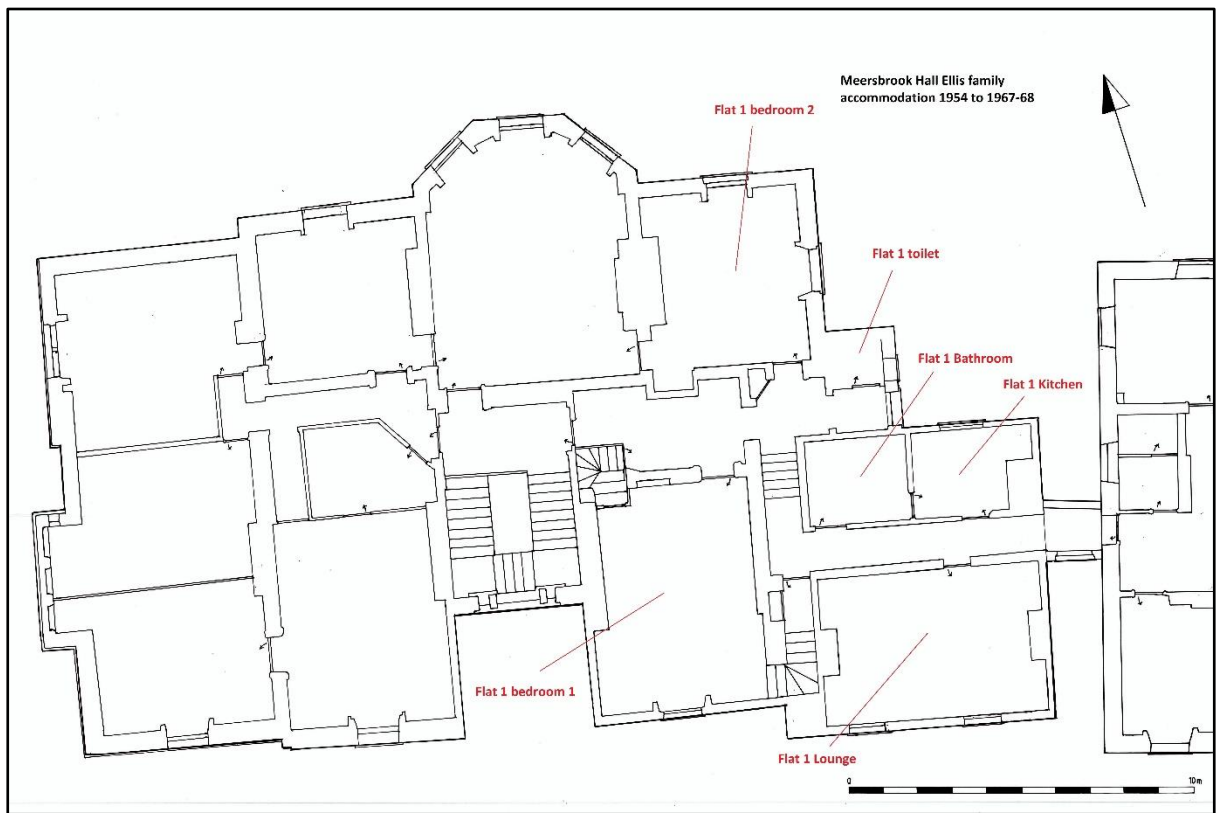 Meersbrook Hall Ellis family
accommodation 1954 to 1967-68
Flat 1 bedroom 2
Flat 1 toilet
Flat 1 Bathroom
Flat 1 Kitchen
Flat 1 bedroom 1
Flat 1 Lounge
0 10m